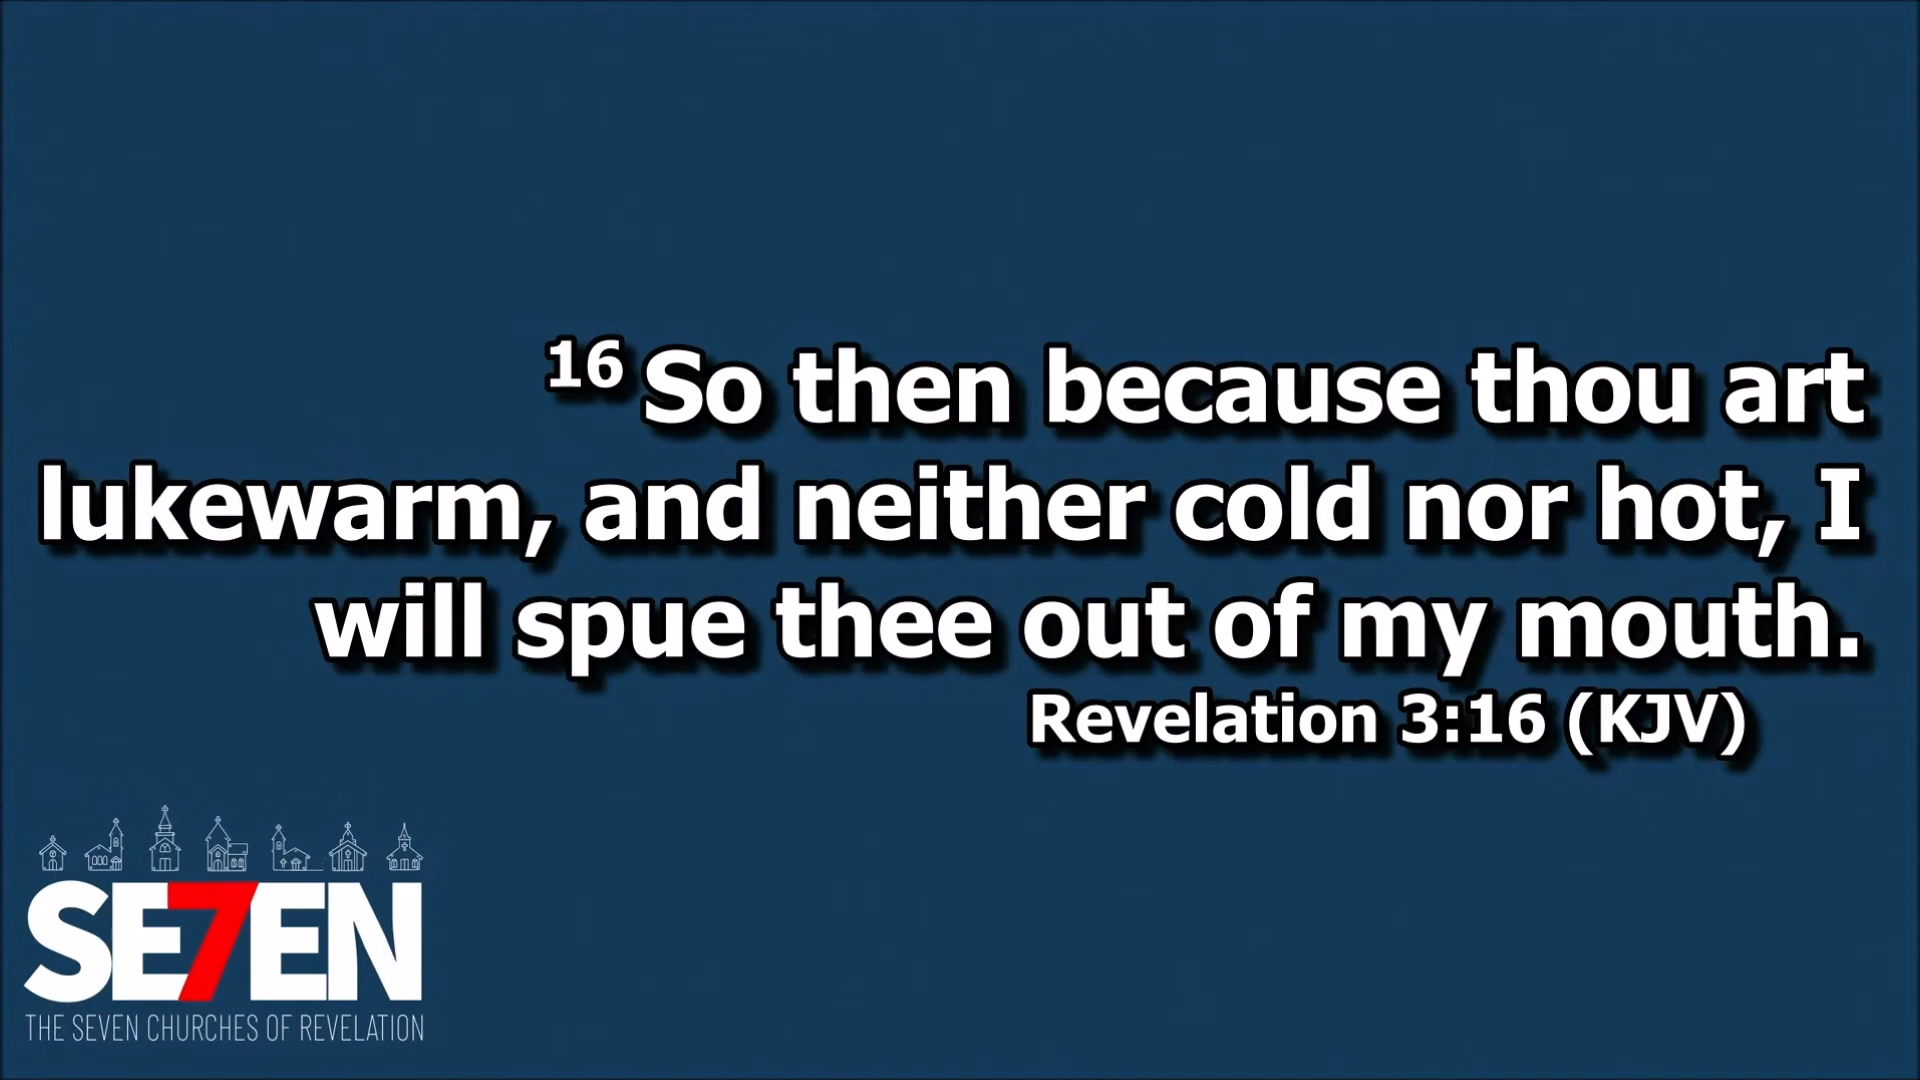 16 So then because thou art
lukewarm, and neither cold nor hot, I
will spue thee out of my mouth.
Revelation 3:16 (KJV)
SE7EN
THE SEVEN CHURCHES OF REVELATION